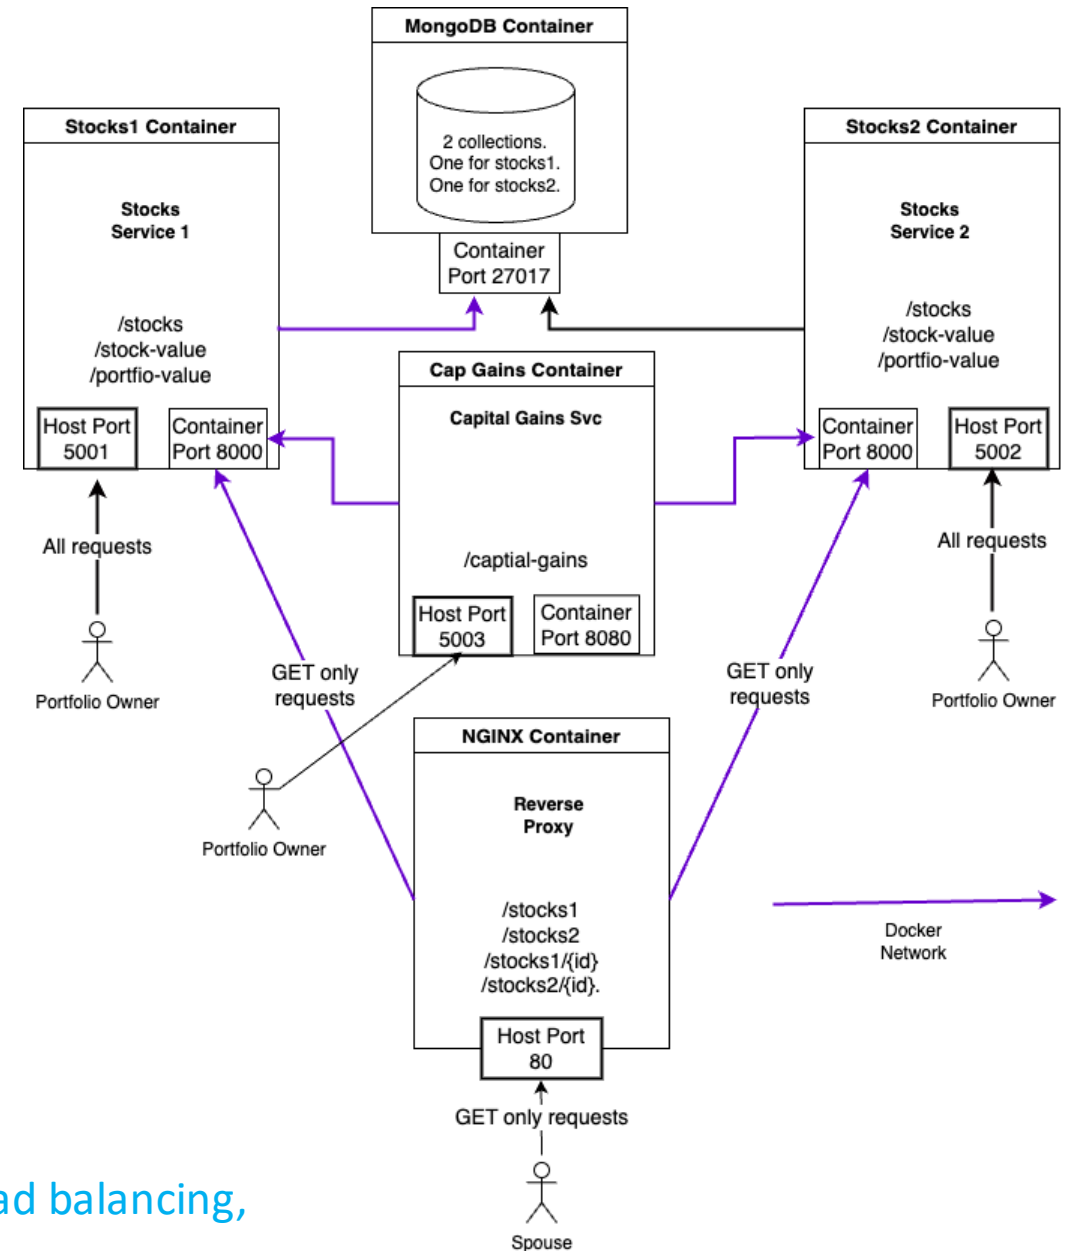 MongoDB Container
2 collections.
One for stocks1.
One for stocks2.
Container
Port 27017
Stocks1 Container
Stocks
Service 1
/stocks
/stock-value
/portfio-value
Host Port
5001
Container
Port 8000
All requests
Portfolio Owner
Stocks2 Container
Stocks
Service 2
/stocks
/stock-value
/portfio-value
Container
Port 8000
Host Port
5002
All requests
Portfolio Owner
Cap Gains Container
Capital Gains Svc
/captial-gains
Host Port
5003
Container
Port 8080
GET only
requests
GET only
requests
Portfolio Owner
NGINX Container
Reverse
Proxy
/stocks1
/stocks2
/stocks1/{id}
/stocks2/{id}.
Host Port
80
Docker
Network
GET only requests
Spouse
ad balancing,